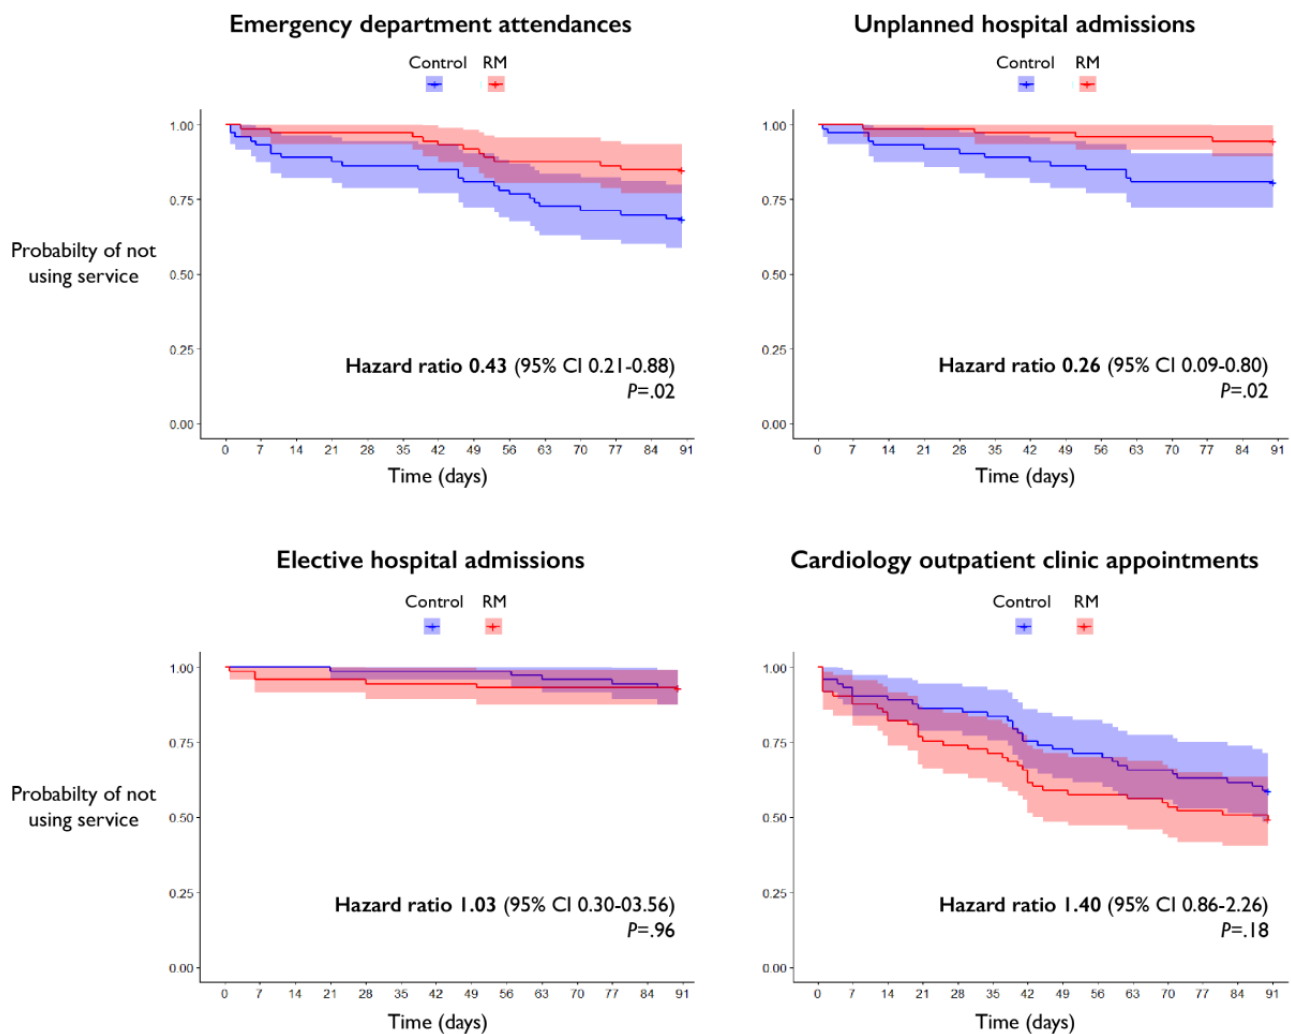 Emergency department attendances
Control RM
1.00
0.75
Probabilty of not
using service
0.50
0.25
Hazard ratio 0.43 (95% CI 0.21-0.88)
P=.02
0.00
0 7 14 21 28 35 42 49 56 63 70 77 84 91
Time (days)
Unplanned hospital admissions
Control RM
1.00
0.75
0.50
0.25
Hazard ratio 0.26 (95% CI 0.09-0.80)
P=.02
0.00
0 7 14 21 28 35 42 49 56 63 70 77 84 91
Time (days)
Elective hospital admissions
Control RM
1.00
0.75
Probabilty of not
using service
0.50
0.25
Hazard ratio 1.03 (95% CI 0.30-03.56)
P=.96
0.00
0 7 14 21 28 35 42 49 56 63 70 77 84 91
Time (days)
Cardiology outpatient clinic appointments
Control RM
1.00
0.75
0.50
0.25
Hazard ratio 1.40 (95% CI 0.86-2.26)
P=.18
0.00
0 7 14 21 28 35 42 49 56 63 70 77 84 91
Time (days)